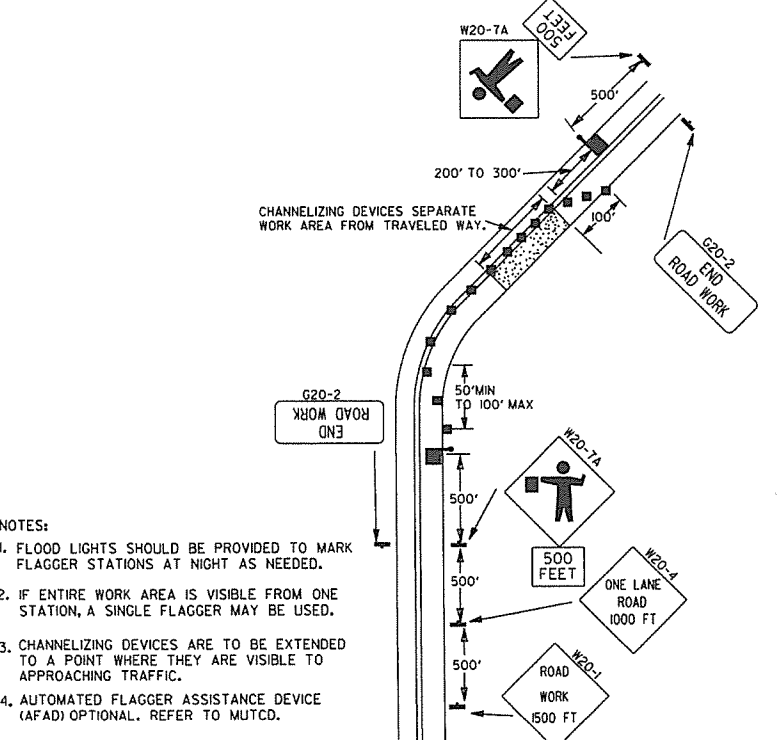 W20-7A
500
FEET
500'
200' TO 300'
CHANNELIZING DEVICES SEPARATE
WORK AREA FROM TRAVELED WAY.
100'
G20-2
END
ROAD WORK
G20-2
END
ROAD WORK
50'MIN
TO 100' MAX
W20-7A
500'
500
FEET
W20-4
ONE LANE
ROAD
1000 FT
500'
500'
W20-1
ROAD
WORK
1500 FT
NOTES:
1. FLOOD LIGHTS SHOULD BE PROVIDED TO MARK
FLAGGER STATIONS AT NIGHT AS NEEDED.
2. IF ENTIRE WORK AREA IS VISIBLE FROM ONE
STATION, A SINGLE FLAGGER MAY BE USED.
3. CHANNELIZING DEVICES ARE TO BE EXTENDED
TO A POINT WHERE THEY ARE VISIBLE TO
APPROACHING TRAFFIC.
4. AUTOMATED FLAGGER ASSISTANCE DEVICE
(AFAD) OPTIONAL. REFER TO MUTCD.